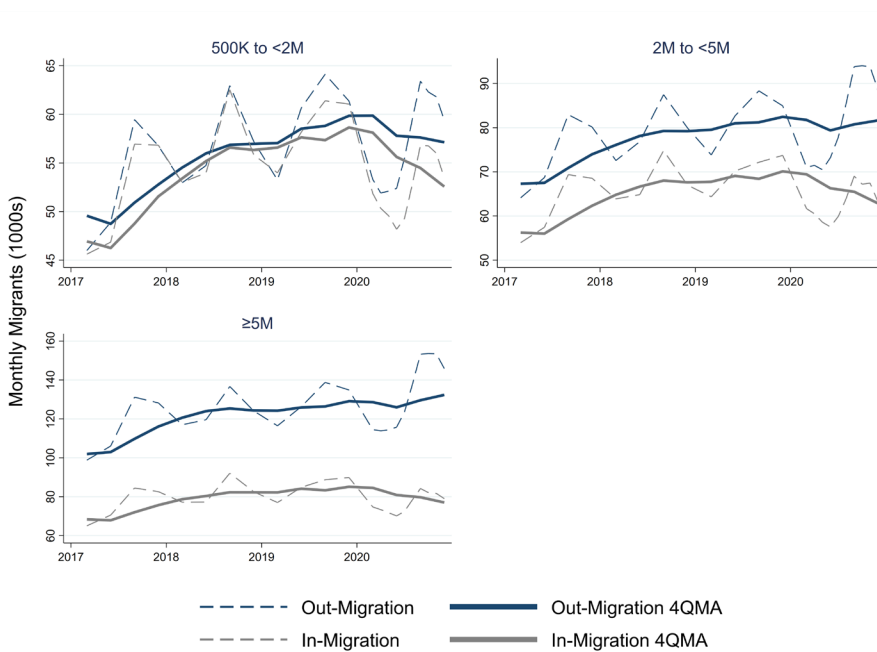 500K to <2M
65
60
55
50
45
2017 2018 2019 2020
2M to <5M
90
80
70
60
50
2017 2018 2019 2020
Monthly Migrants (1000s)
≥5M
160
140
120
100
80
60
2017 2018 2019 2020
Out-Migration Out-Migration 4QMA
In-Migration In-Migration 4QMA